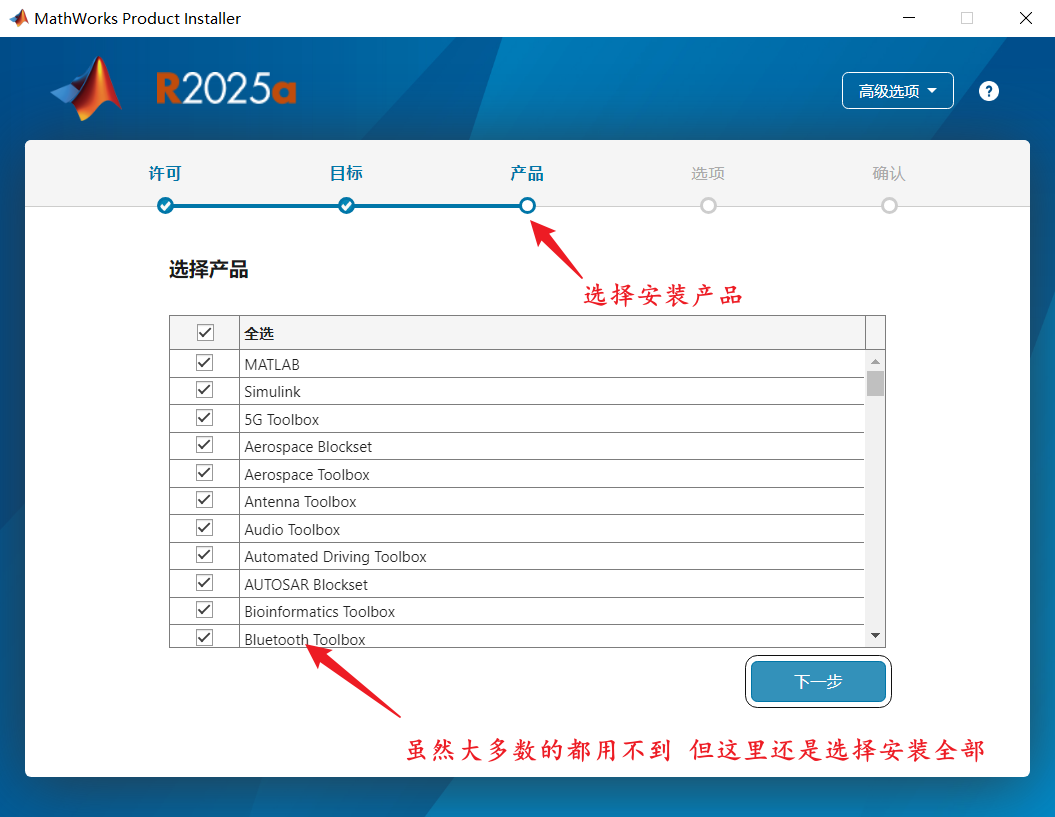 MathWorks Product Installer
R2025a
高级选项
?
许可 目标 产品 选项 确认
选择产品
选择安装产品
全选
MATLAB
Simulink
5G Toolbox
Aerospace Blockset
Aerospace Toolbox
Antenna Toolbox
Audio Toolbox
Automated Driving Toolbox
AUTOSAR Blockset
Bioinformatics Toolbox
Bluetooth Toolbox
下一步
虽然大多数的都用不到 但这里还是选择安装全部